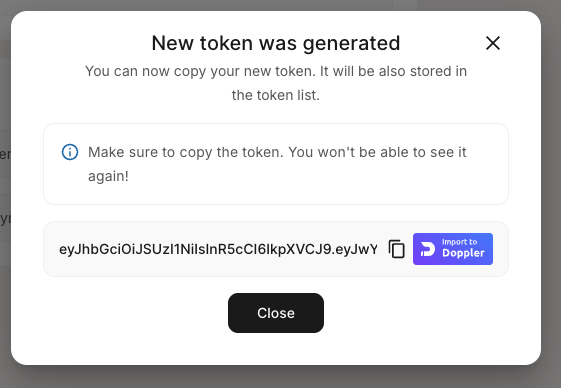 New token was generated
You can now copy your new token. It will be also stored in
the token list.
Make sure to copy the token. You won't be able to see it
again!
eyJhbGciOiJSUzI1NiIsInR5cCI6IkpXVCJ9.eyJwY
Import to
Doppler
Close